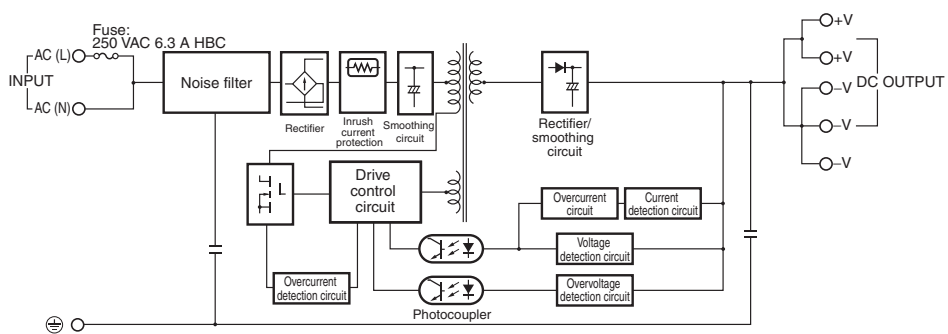 Fuse:
250 VAC 6.3 A HBC
AC (L)
INPUT
AC (N)
Noise filter
Rectifier
Inrush
current
protection
Smoothing
circuit
Rectifier/
smoothing
circuit
+V
+V
DC OUTPUT
–V
–V
–V
Drive
control
circuit
Overcurrent
circuit
Current
detection circuit
Voltage
detection circuit
Overcurrent
detection circuit
Overvoltage
detection circuit
Photocoupler